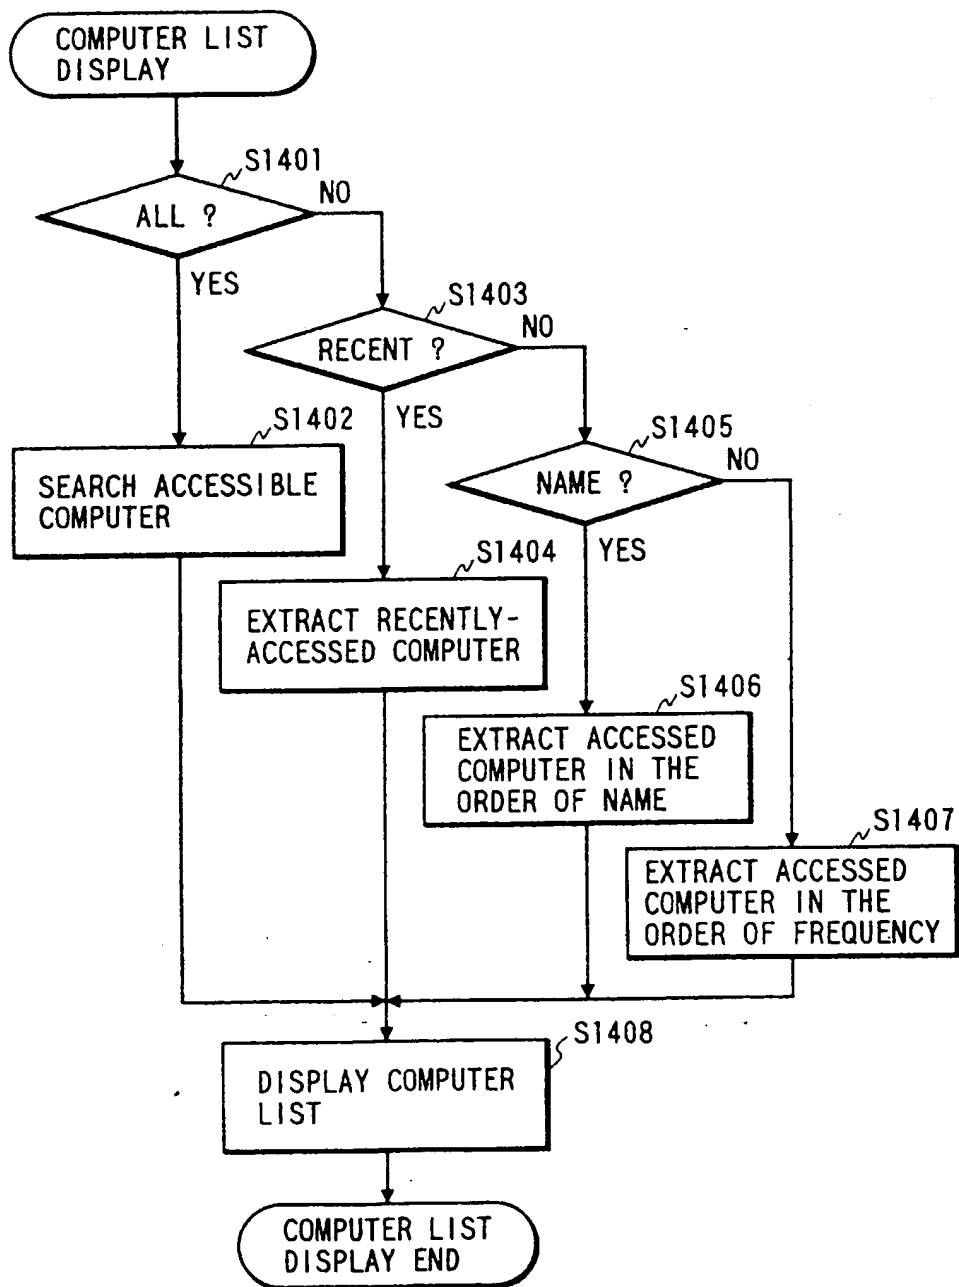 COMPUTER LIST
DISPLAY
S1401
ALL ?
NO
YES
S1403
RECENT ?
NO
YES
S1402
SEARCH ACCESSIBLE
COMPUTER
S1405
NAME ?
NO
YES
S1404
EXTRACT RECENTLY-
ACCESSED COMPUTER
S1406
EXTRACT ACCESSED
COMPUTER IN THE
ORDER OF NAME
S1407
EXTRACT ACCESSED
COMPUTER IN THE
ORDER OF FREQUENCY
S1408
DISPLAY COMPUTER
LIST
COMPUTER LIST
DISPLAY END